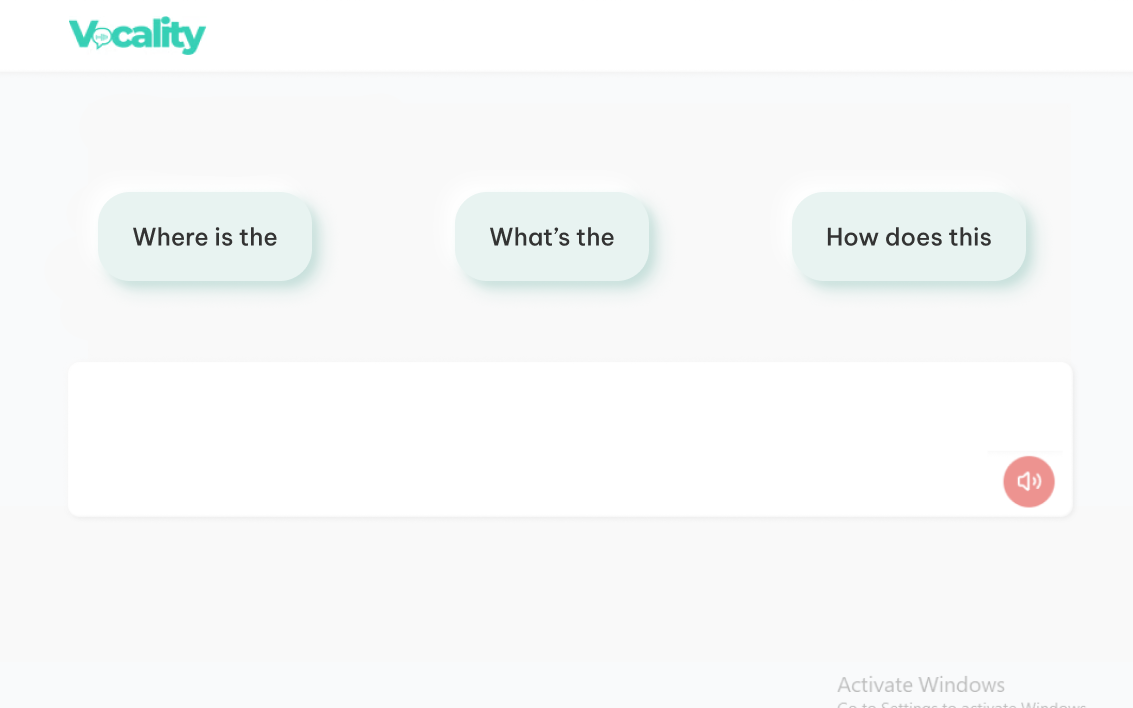 Vocality
Where is the
What’s the
How does this
Activate Windows
Go to Settings to activate Windows.